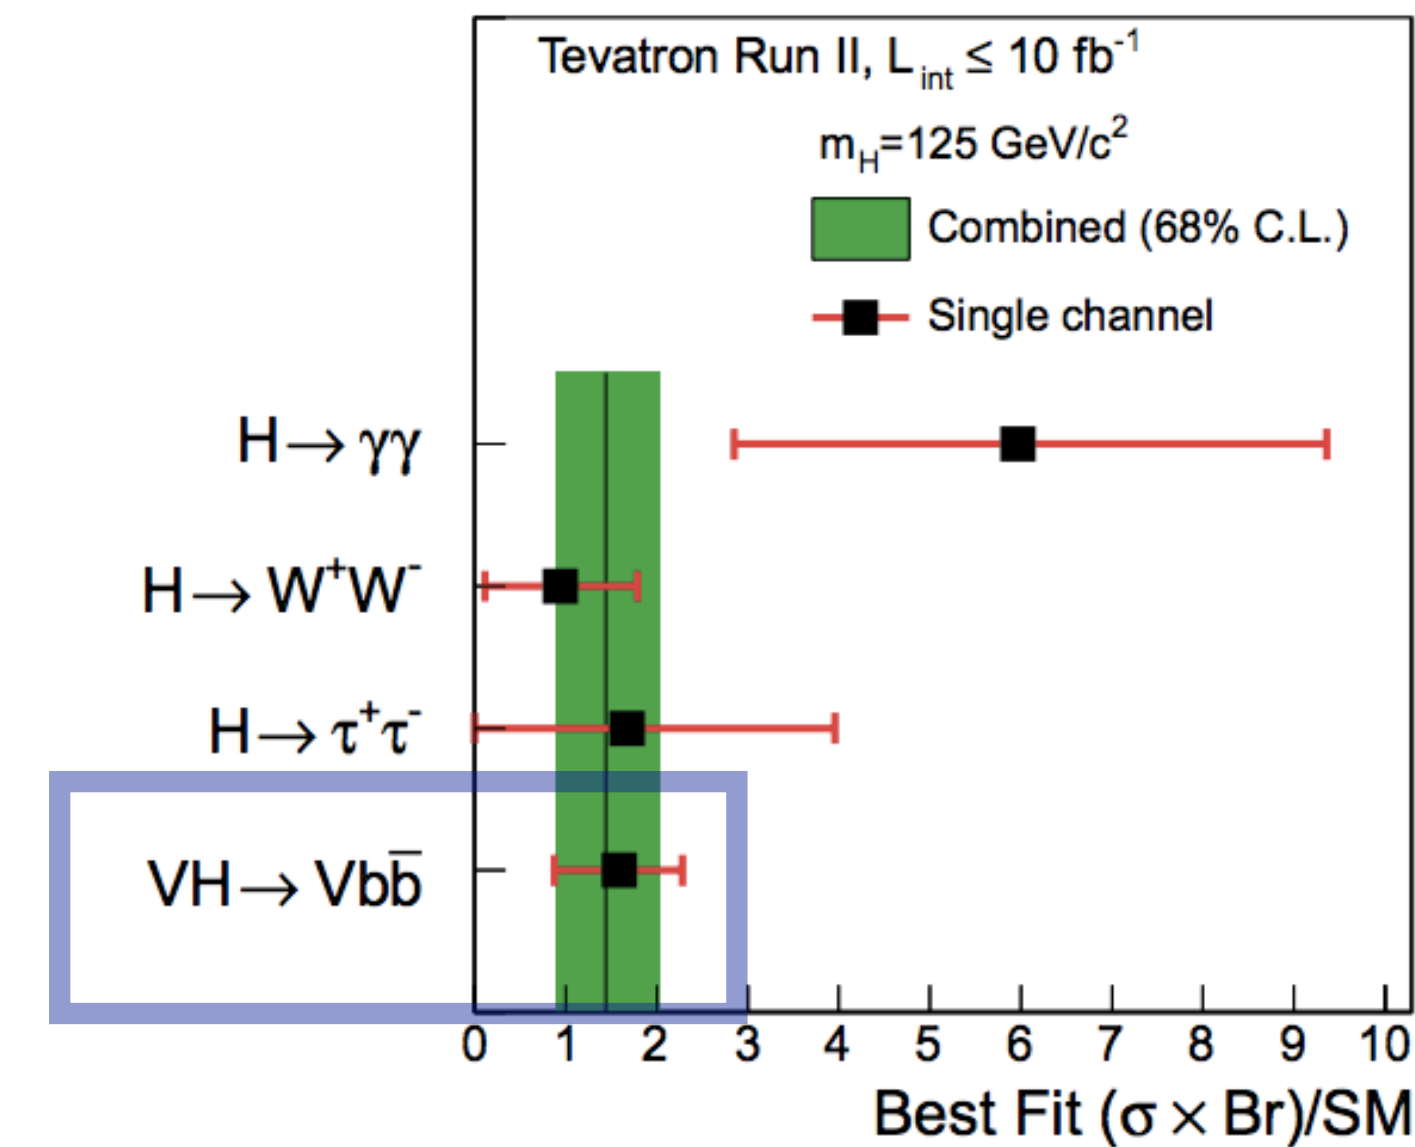 Tevatron Run II, L_int ≤ 10 fb⁻¹
m_H=125 GeV/c²
Combined (68% C.L.)
Single channel
H→γγ
H→W⁺W⁻
H→τ⁺τ⁻
VH→Vbb̅
0 1 2 3 4 5 6 7 8 9 10
Best Fit (σ × Br)/SM